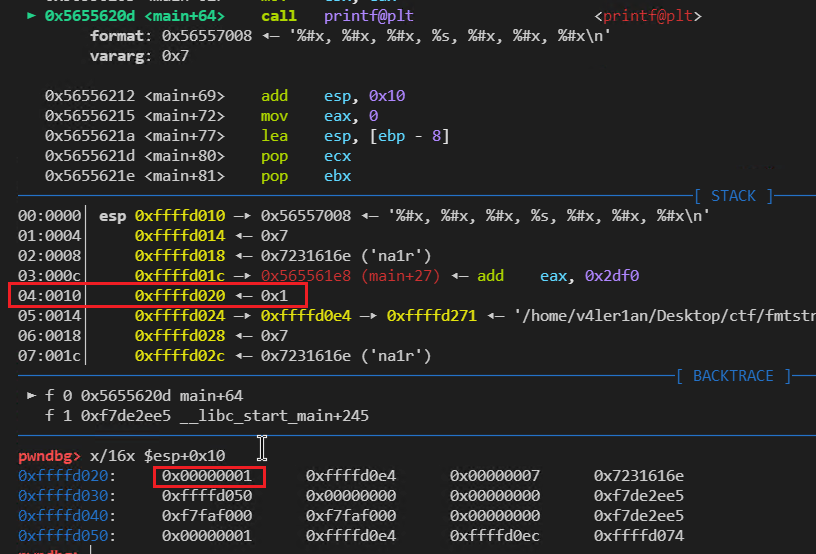 ► 0x5655620d <main+64> call printf@plt <printf@plt>
format: 0x56557008 ◂— '%#x, %#x, %#x, %s, %#x, %#x, %#x\n'
vararg: 0x7
0x56556212 <main+69> add esp, 0x10
0x56556215 <main+72> mov eax, 0
0x5655621a <main+77> lea esp, [ebp - 8]
0x5655621d <main+80> pop ecx
0x5655621e <main+81> pop ebx
[ STACK ]
00:0000│ esp 0xffffd010 —▸ 0x56557008 ◂— '%#x, %#x, %#x, %s, %#x, %#x, %#x\n'
01:0004│ 0xffffd014 ◂— 0x7
02:0008│ 0xffffd018 ◂— 0x7231616e ('na1r')
03:000c│ 0xffffd01c —▸ 0x565561e8 (main+27) ◂— add eax, 0x2df0
04:0010│ 0xffffd020 ◂— 0x1
05:0014│ 0xffffd024 —▸ 0xffffd0e4 —▸ 0xffffd271 ◂— '/home/v4ler1an/Desktop/ctf/fmtstr
06:0018│ 0xffffd028 ◂— 0x7
07:001c│ 0xffffd02c ◂— 0x7231616e ('na1r')
[ BACKTRACE ]
► f 0 0x5655620d main+64
f 1 0xf7de2ee5 __libc_start_main+245
pwndbg> x/16x $esp+0x10
0xffffd020: 0x00000001 0xffffd0e4 0x00000007 0x7231616e
0xffffd030: 0xffffd050 0x00000000 0x00000000 0xf7de2ee5
0xffffd040: 0xf7faf000 0xf7faf000 0x00000000 0xf7de2ee5
0xffffd050: 0x00000001 0xffffd0e4 0xffffd0ec 0xffffd074